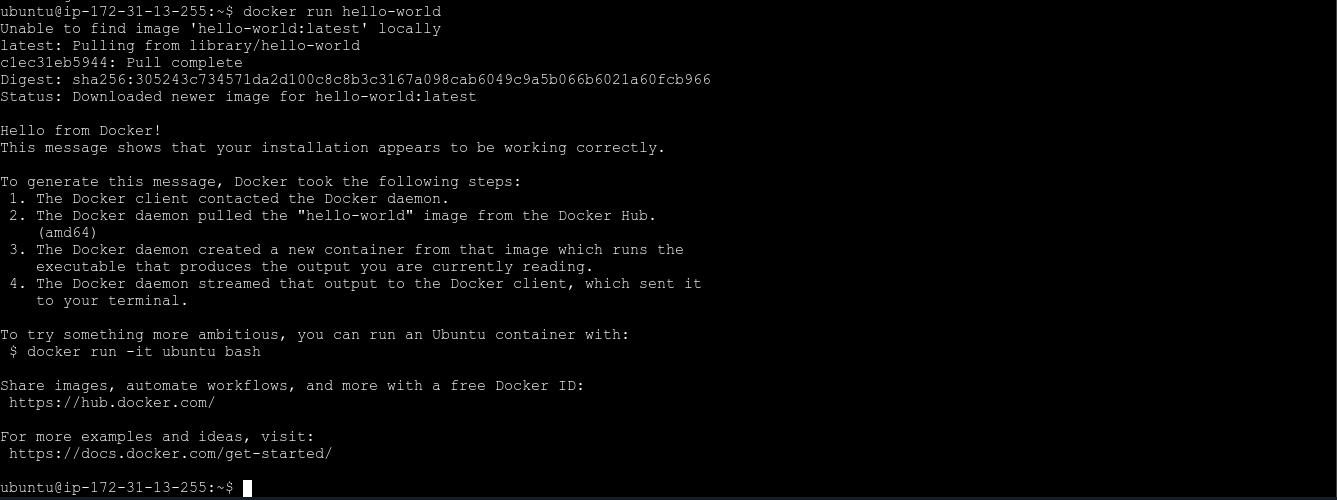 ubuntu@ip-172-31-13-255:~$ docker run hello-world
Unable to find image 'hello-world:latest' locally
latest: Pulling from library/hello-world
c1ec31eb5944: Pull complete
Digest: sha256:305243c734571da2d100c8c8b3c3167a098cab6049c9a5b066b6021a60fcb966
Status: Downloaded newer image for hello-world:latest
Hello from Docker!
This message shows that your installation appears to be working correctly.
To generate this message, Docker took the following steps:
1. The Docker client contacted the Docker daemon.
2. The Docker daemon pulled the "hello-world" image from the Docker Hub.
(amd64)
3. The Docker daemon created a new container from that image which runs the
executable that produces the output you are currently reading.
4. The Docker daemon streamed that output to the Docker client, which sent it
to your terminal.
To try something more ambitious, you can run an Ubuntu container with:
$ docker run -it ubuntu bash
Share images, automate workflows, and more with a free Docker ID:
https://hub.docker.com/
For more examples and ideas, visit:
https://docs.docker.com/get-started/
ubuntu@ip-172-31-13-255:~$